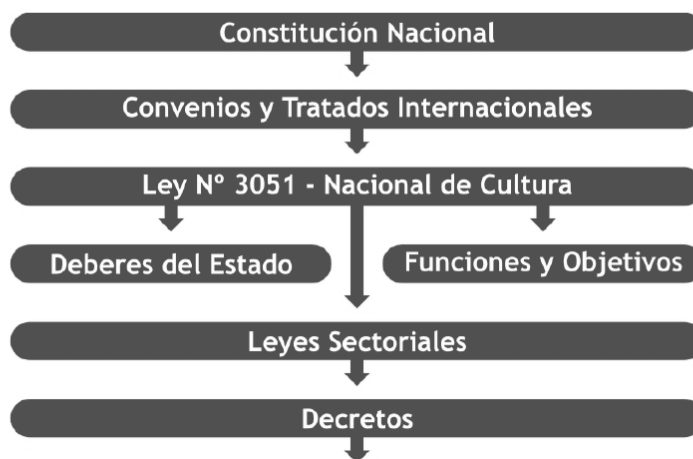 Constitución Nacional
Convenios y Tratados Internacionales
Ley Nº 3051 - Nacional de Cultura
Deberes del Estado
Funciones y Objetivos
Leyes Sectoriales
Decretos